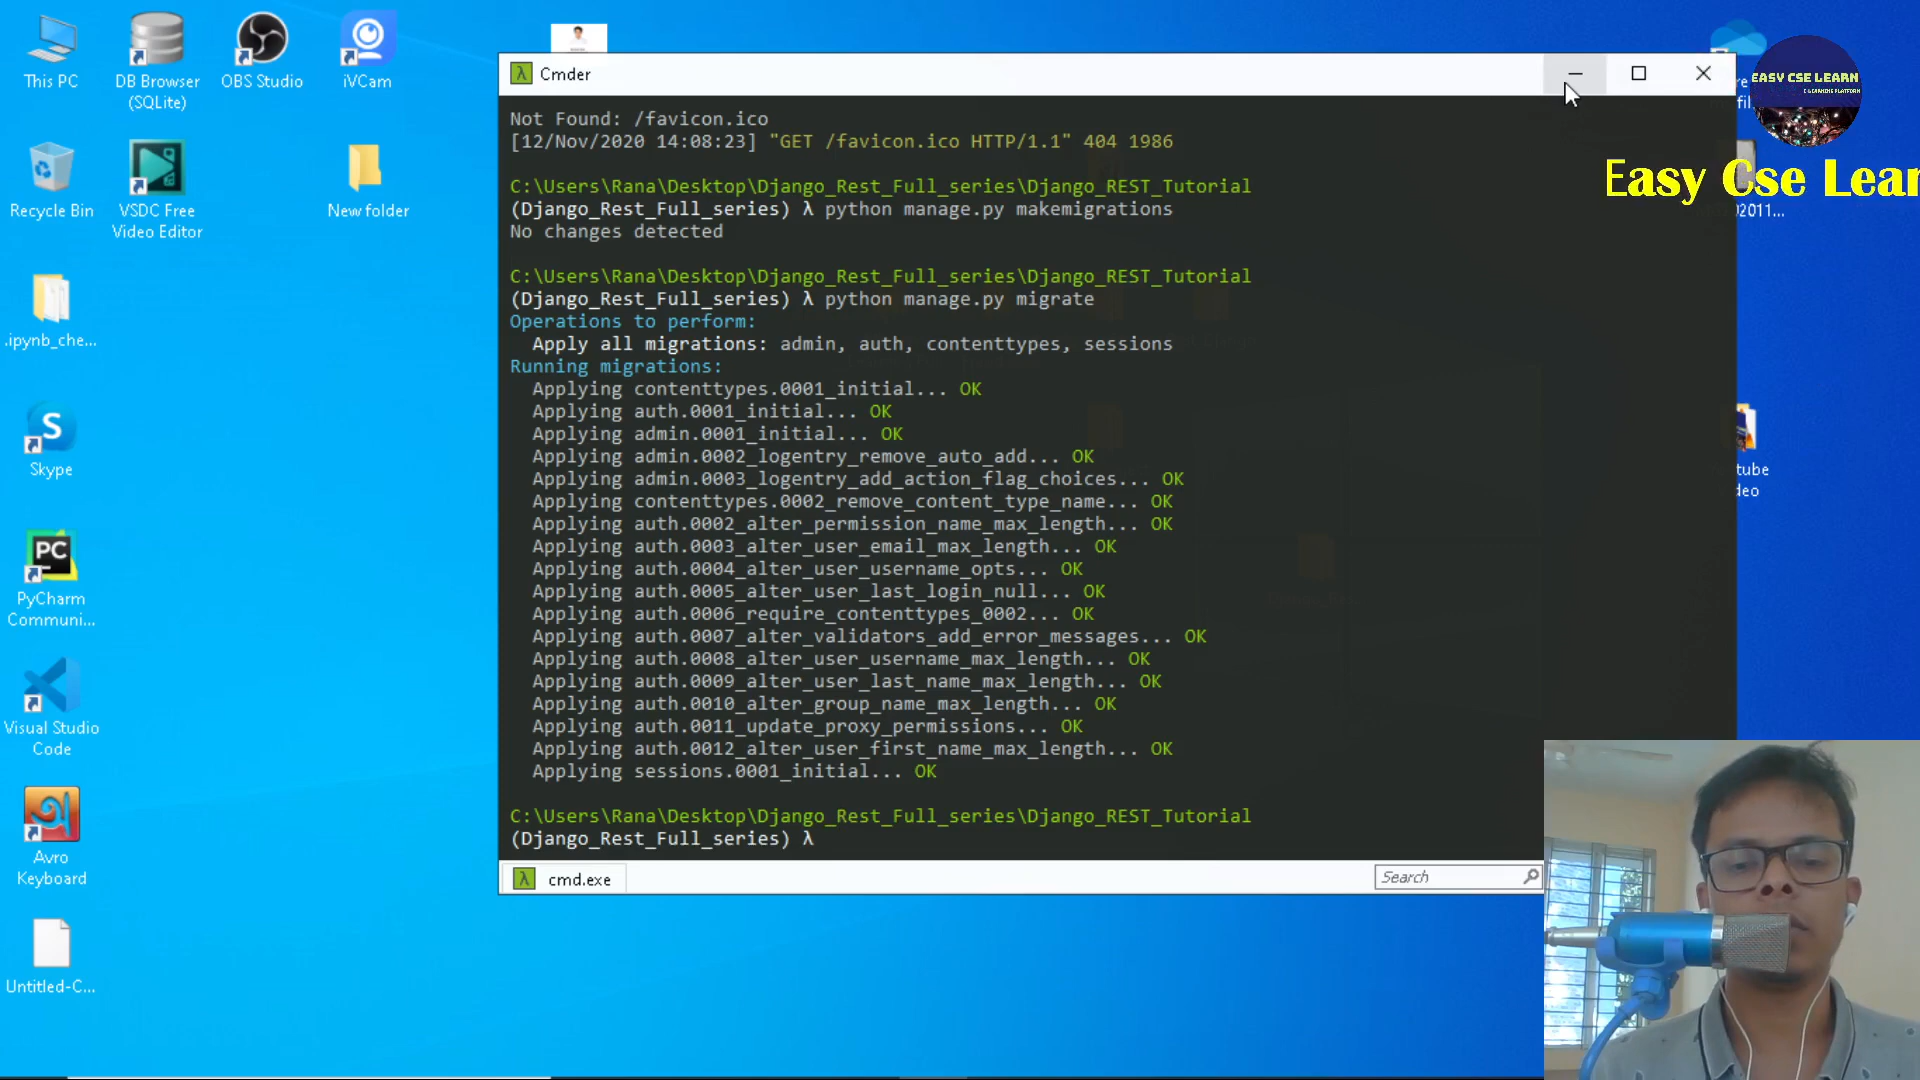 This PC
DB Browser
(SQLite)
OBS Studio
iVCam
Recycle Bin
VSDC Free
Video Editor
New folder
.ipynb_che...
Skype
PyCharm
Communi...
Visual Studio
Code
Avro
Keyboard
Untitled-C...
Cmder
Not Found: /favicon.ico
[12/Nov/2020 14:08:23] "GET /favicon.ico HTTP/1.1" 404 1986
C:\Users\Rana\Desktop\Django_Rest_Full_series\Django_REST_Tutorial
(Django_Rest_Full_series) λ python manage.py makemigrations
No changes detected
C:\Users\Rana\Desktop\Django_Rest_Full_series\Django_REST_Tutorial
(Django_Rest_Full_series) λ python manage.py migrate
Operations to perform:
Apply all migrations: admin, auth, contenttypes, sessions
Running migrations:
Applying contenttypes.0001_initial... OK
Applying auth.0001_initial... OK
Applying admin.0001_initial... OK
Applying admin.0002_logentry_remove_auto_add... OK
Applying admin.0003_logentry_add_action_flag_choices... OK
Applying contenttypes.0002_remove_content_type_name... OK
Applying auth.0002_alter_permission_name_max_length... OK
Applying auth.0003_alter_user_email_max_length... OK
Applying auth.0004_alter_user_username_opts... OK
Applying auth.0005_alter_user_last_login_null... OK
Applying auth.0006_require_contenttypes_0002... OK
Applying auth.0007_alter_validators_add_error_messages... OK
Applying auth.0008_alter_user_username_max_length... OK
Applying auth.0009_alter_user_last_name_max_length... OK
Applying auth.0010_alter_group_name_max_length... OK
Applying auth.0011_update_proxy_permissions... OK
Applying auth.0012_alter_user_first_name_max_length... OK
Applying sessions.0001_initial... OK
C:\Users\Rana\Desktop\Django_Rest_Full_series\Django_REST_Tutorial
(Django_Rest_Full_series) λ
cmd.exe
Search
EASY CSE LEARN
Easy Cse Lear
02011...
tube
deo